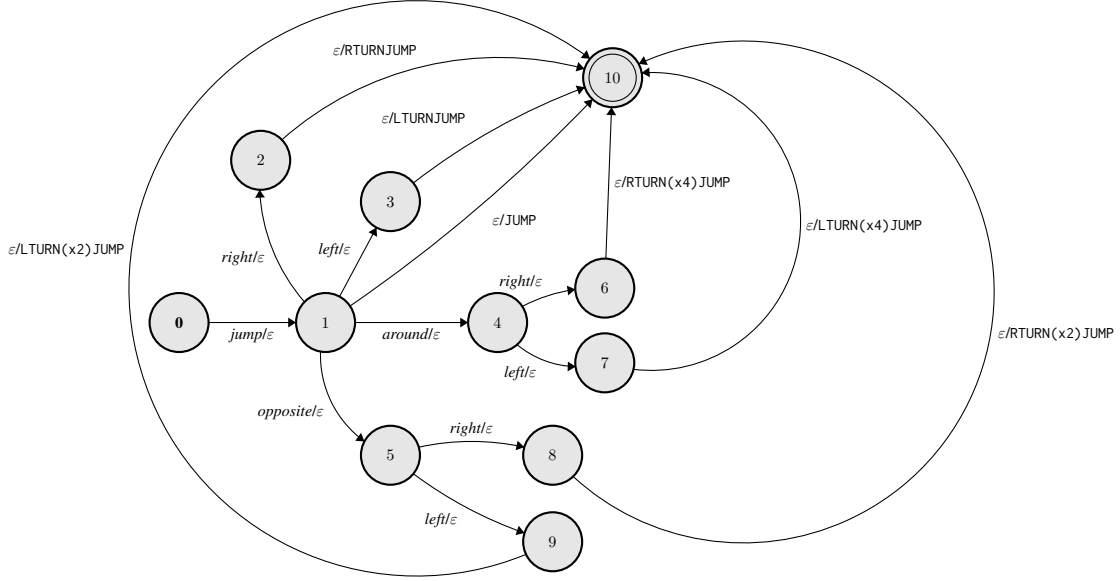 ε/RTURNJUMP
10
ε/LTURNJUMP
2
ε/RTURN(x4)JUMP
3
ε/JUMP
ε/LTURN(x4)JUMP
ε/LTURN(x2)JUMP
right/ε
left/ε
right/ε
6
0
jump/ε
1
around/ε
4
ε/RTURN(x2)JUMP
left/ε
7
opposite/ε
right/ε
5
8
left/ε
9